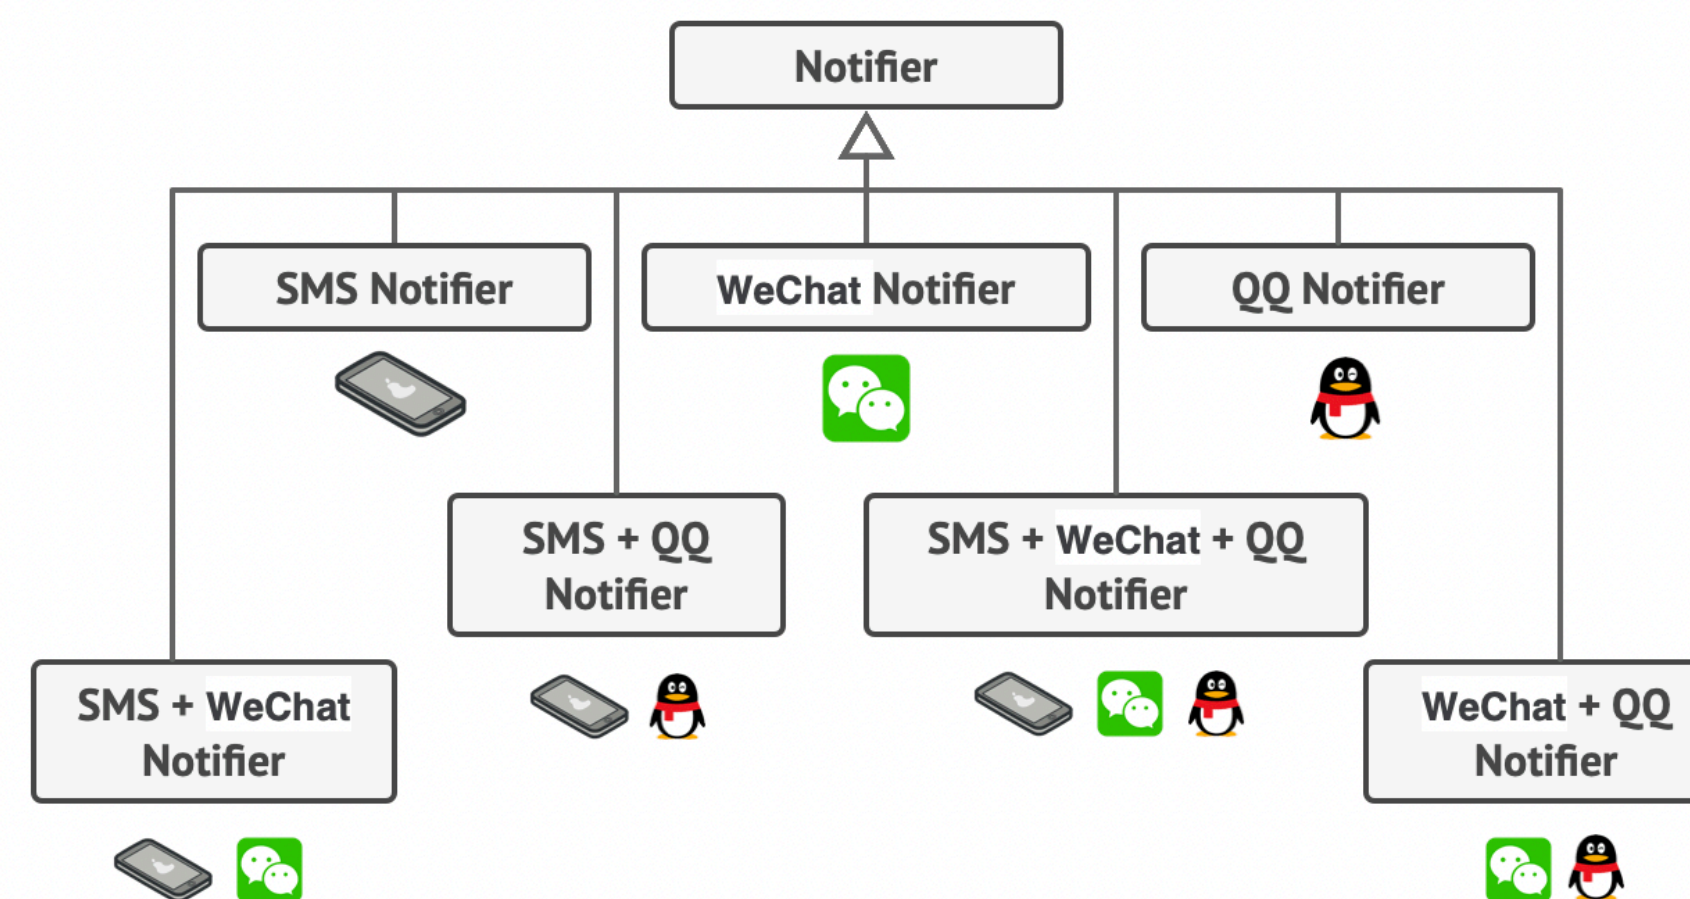 Notifier
SMS Notifier
WeChat Notifier
QQ Notifier
SMS + QQ
Notifier
SMS + WeChat + QQ
Notifier
SMS + WeChat
Notifier
WeChat + QQ
Notifier